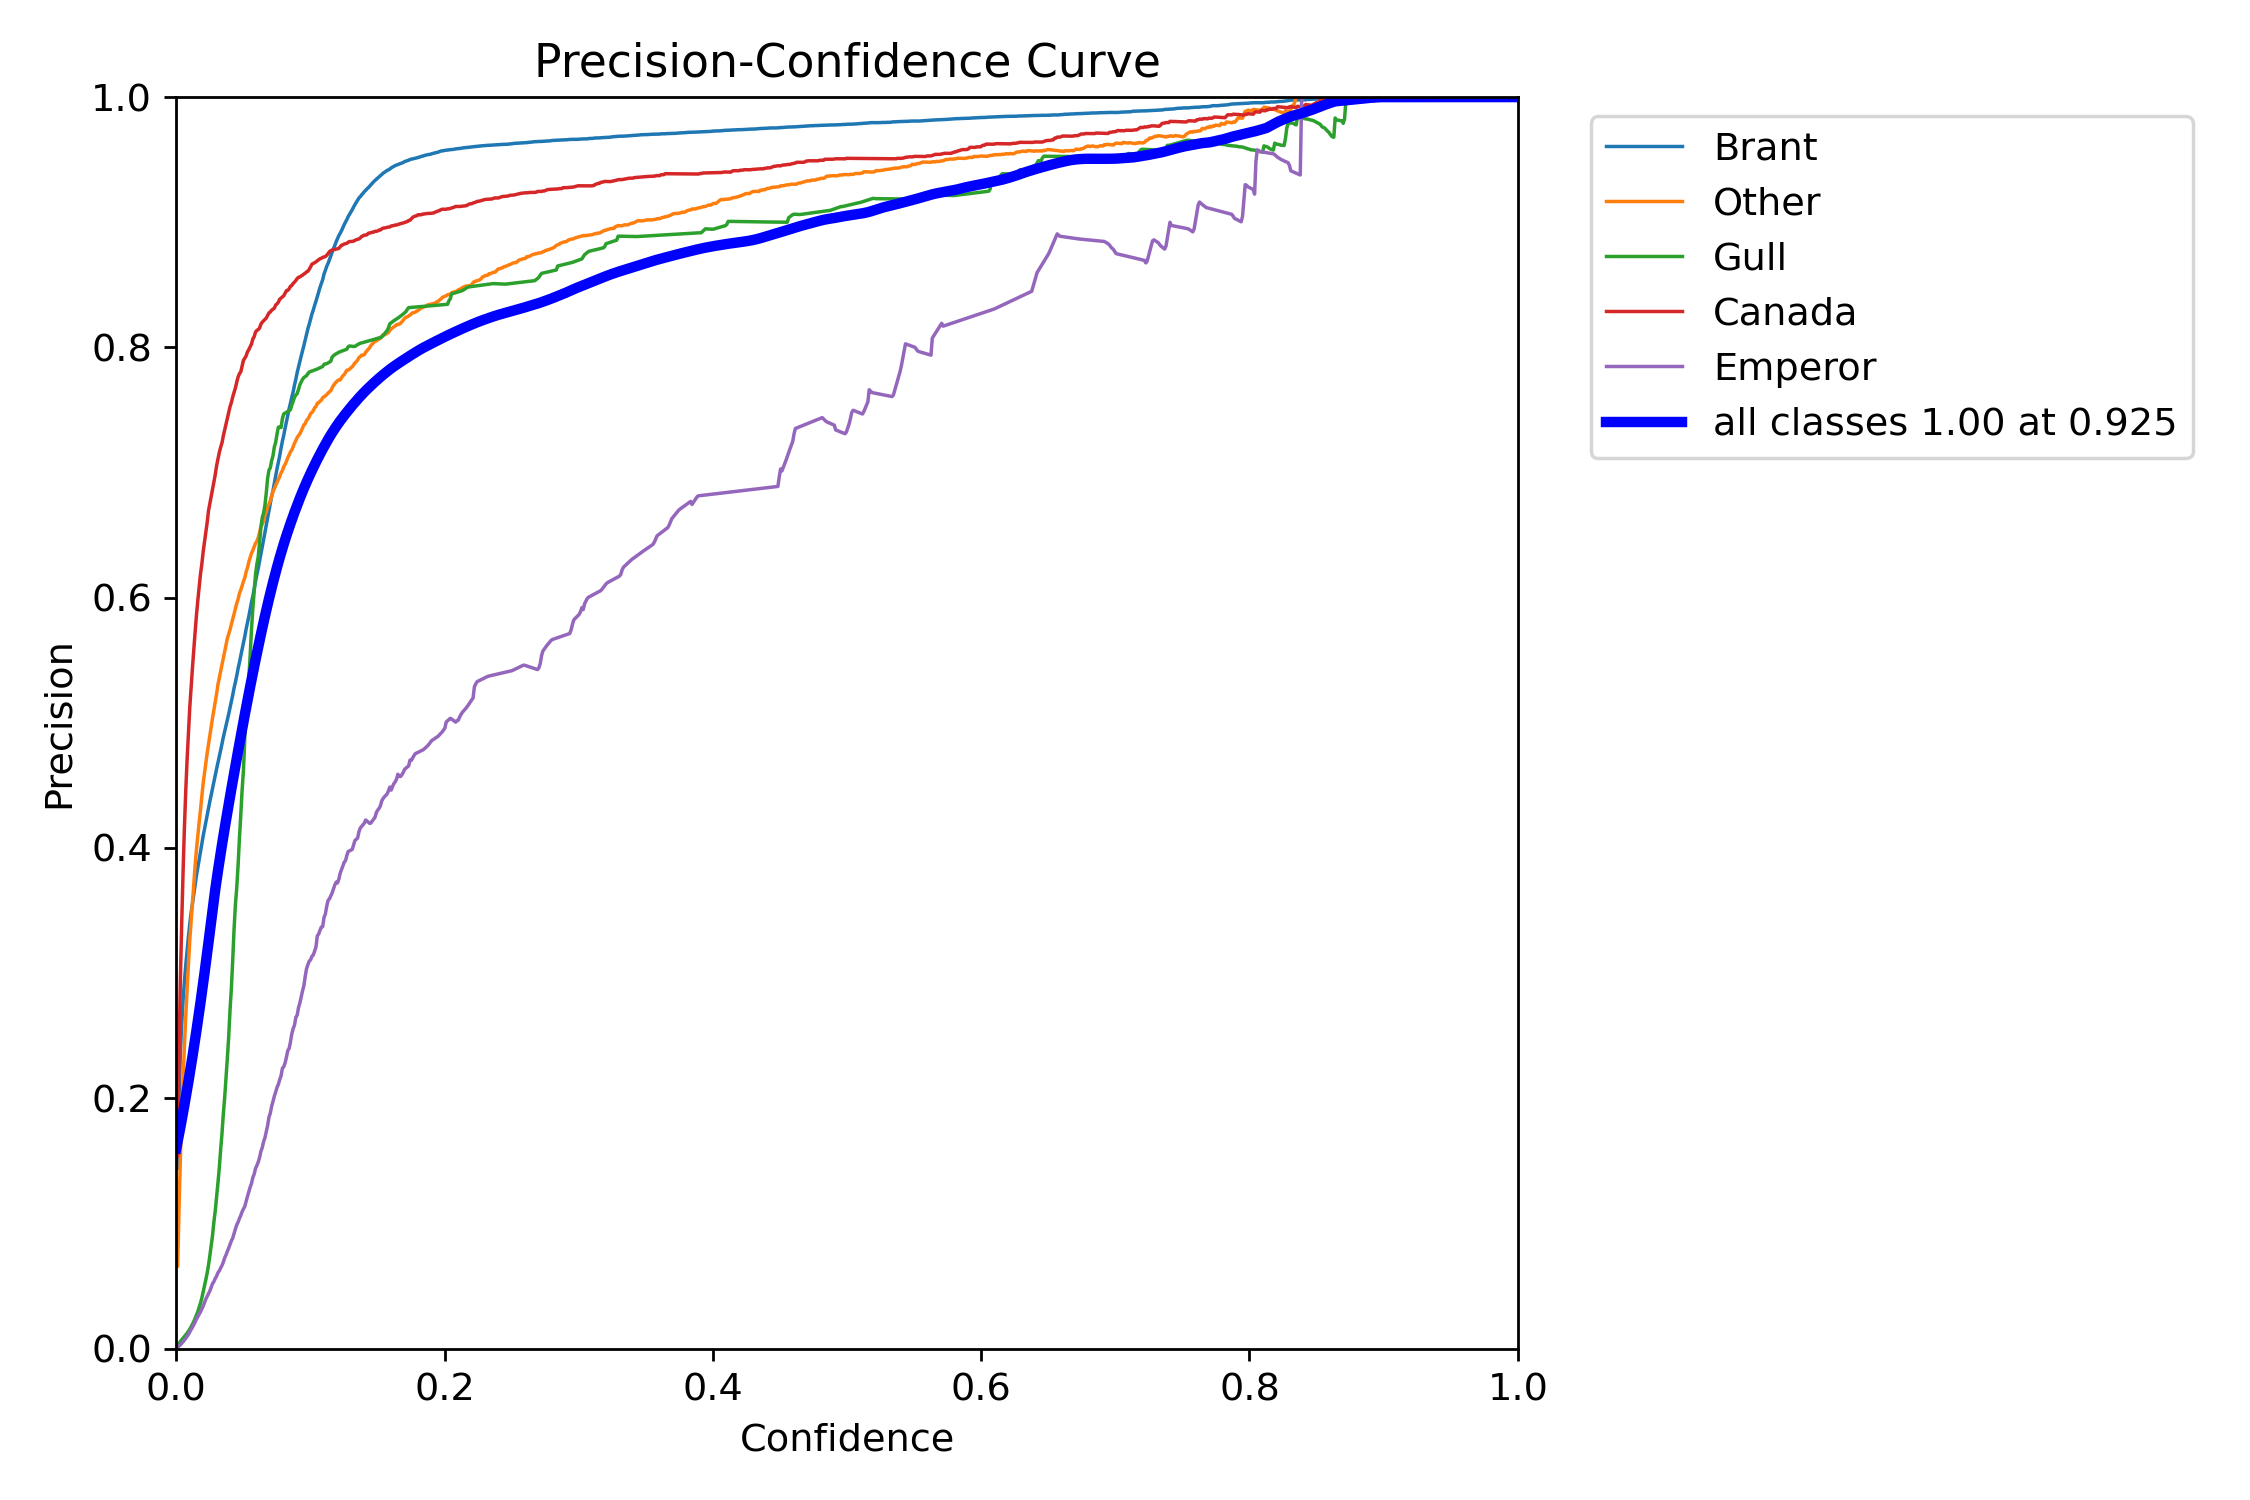 Precision-Confidence Curve
1.0
0.8
0.6
0.4
0.2
0.0
Precision
0.0 0.2 0.4 0.6 0.8 1.0
Confidence
Brant
Other
Gull
Canada
Emperor
all classes 1.00 at 0.925